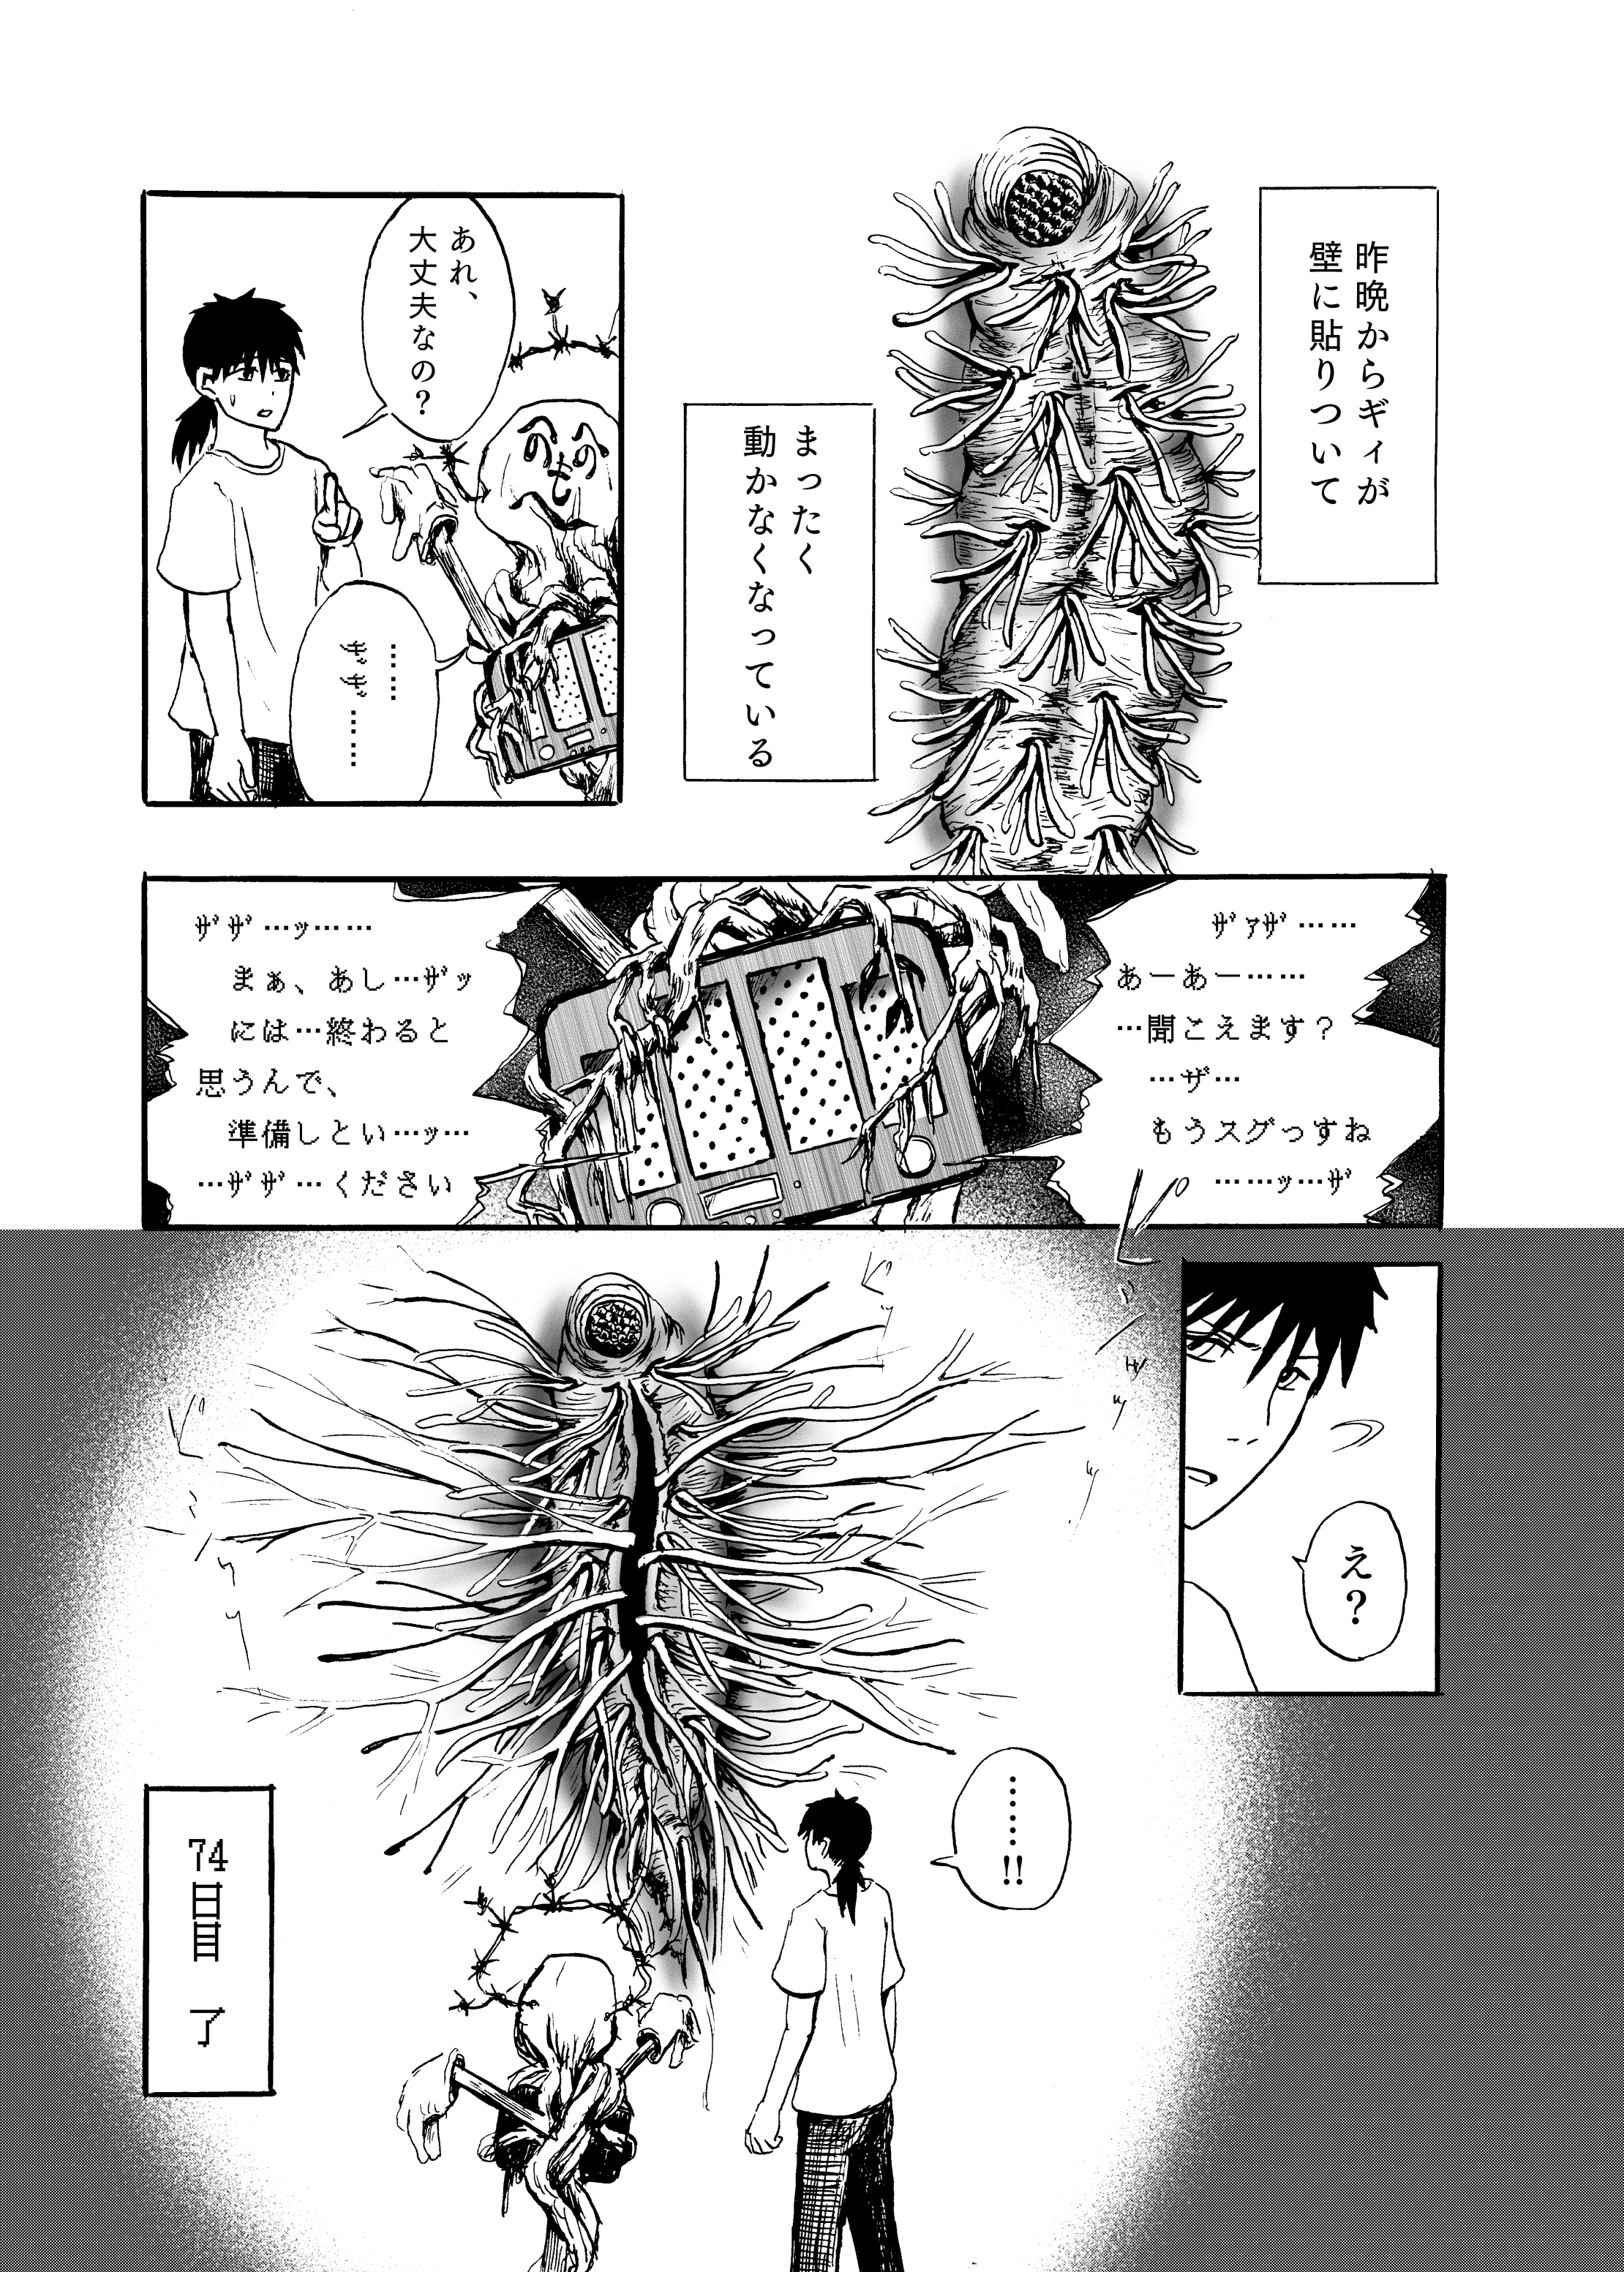 昨晩からギィが
壁に貼りついて
まったく
動かなくなっている
あれ、
大丈夫なの?
……
ｷﾞ､ｷﾞ､
……
ｻﾞｧｻﾞ……
あーあー……
…聞こえます?
…ザ…
もうスグっすね
……ｯ…ｻﾞ
ｻﾞｻﾞ…ｯ……
まぁ、あし…ｻﾞｯ
には…終わると
思うんで、
準備しとい…ｯ…
…ｻﾞｻﾞ…ください
え?
……!!
74日目 了
へのへのも